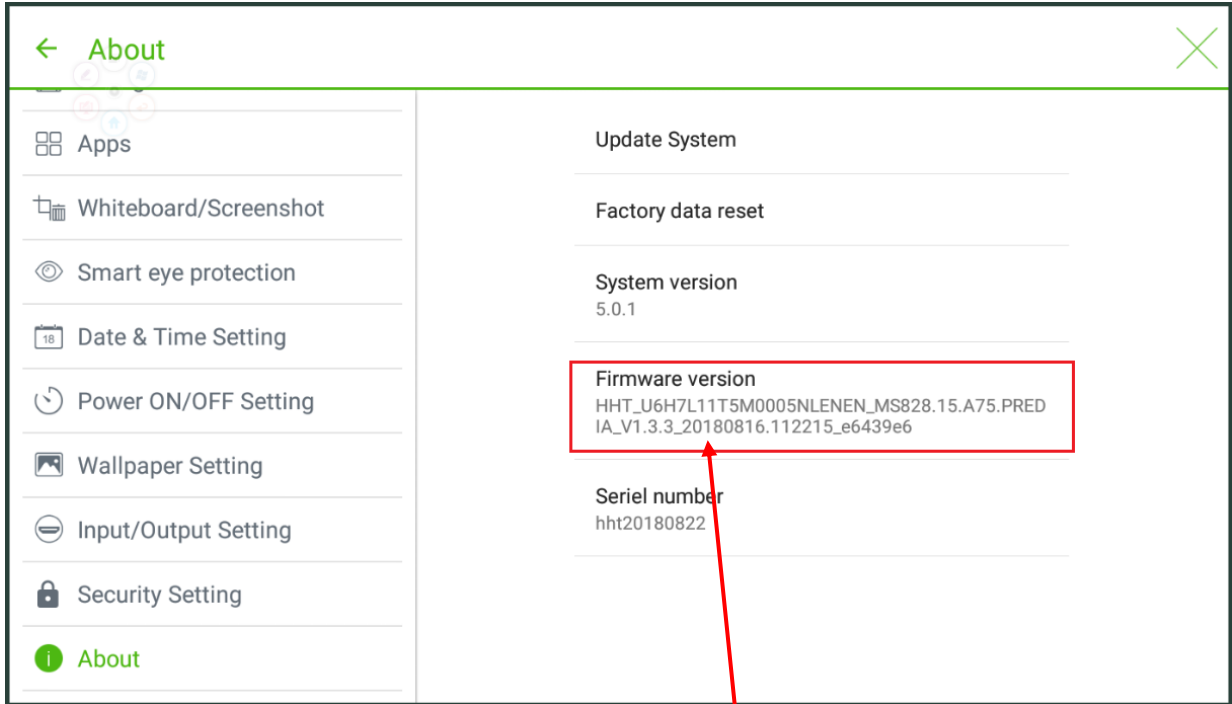 About
Apps
Whiteboard/Screenshot
Smart eye protection
18
Date & Time Setting
Power ON/OFF Setting
Wallpaper Setting
Input/Output Setting
Security Setting
About
Update System
Factory data reset
System version
5.0.1
Firmware version
HHT_U6H7L11T5M0005NLENEN_MS828.15.A75.PRED
IA_V1.3.3_20180816.112215_e6439e6
Seriel number
hht20180822